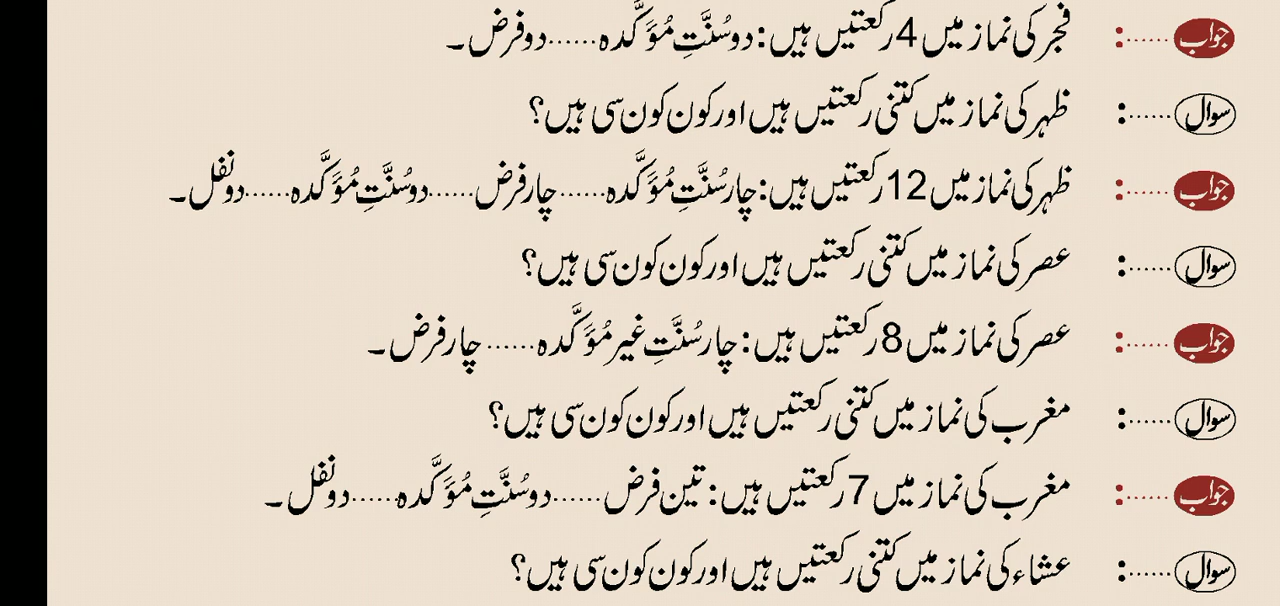 جواب ......: فجر کی نماز میں 4 رکعتیں ہیں: دو سُنَّتِ مُؤَکَّدہ......دو فرض۔
سوال ......: ظہر کی نماز میں کتنی رکعتیں ہیں اور کون کون سی ہیں؟
جواب ......: ظہر کی نماز میں 12 رکعتیں ہیں: چار سُنَّتِ مُؤَکَّدہ......چار فرض......دو سُنَّتِ مُؤَکَّدہ......دو نفل۔
سوال ......: عصر کی نماز میں کتنی رکعتیں ہیں اور کون کون سی ہیں؟
جواب ......: عصر کی نماز میں 8 رکعتیں ہیں: چار سُنَّتِ غیر مُؤَکَّدہ......چار فرض۔
سوال ......: مغرب کی نماز میں کتنی رکعتیں ہیں اور کون کون سی ہیں؟
جواب ......: مغرب کی نماز میں 7 رکعتیں ہیں: تین فرض......دو سُنَّتِ مُؤَکَّدہ......دو نفل۔
سوال ......: عشاء کی نماز میں کتنی رکعتیں ہیں اور کون کون سی ہیں؟